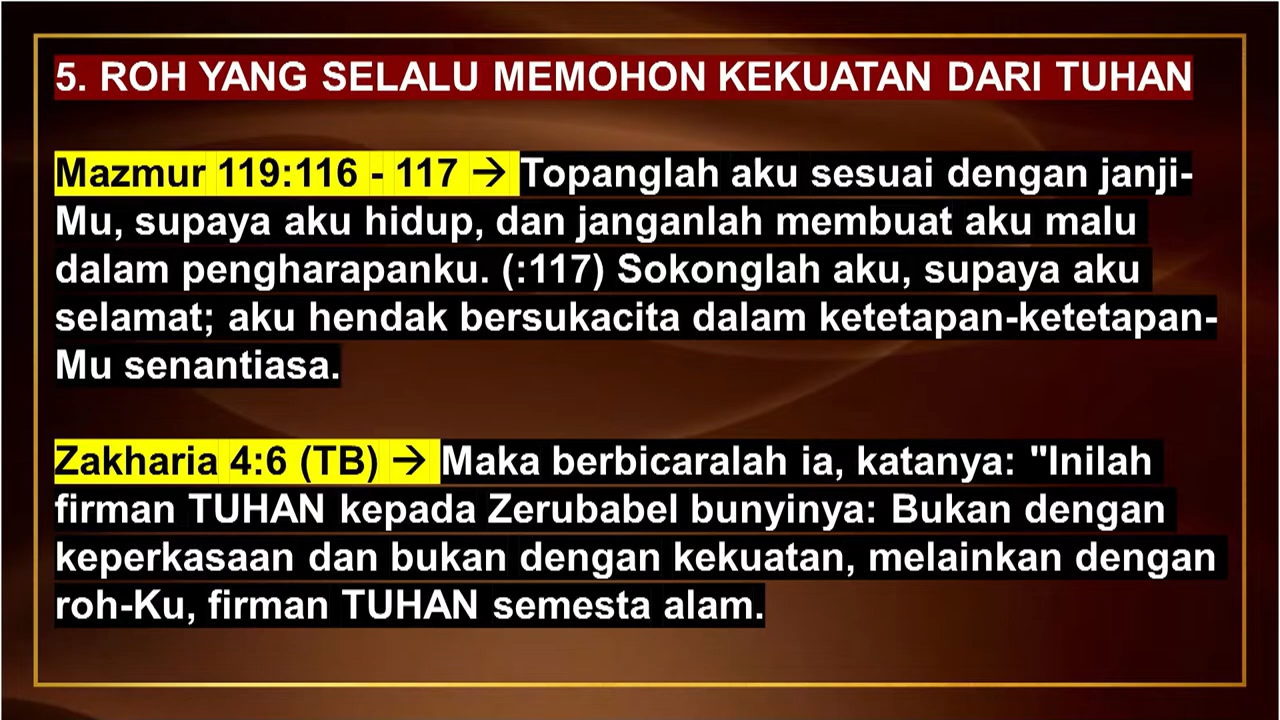 5. ROH YANG SELALU MEMOHON KEKUATAN DARI TUHAN
Mazmur 119:116 - 117 → Topanglah aku sesuai dengan janji-
Mu, supaya aku hidup, dan janganlah membuat aku malu
dalam pengharapanku. (:117) Sokonglah aku, supaya aku
selamat; aku hendak bersukacita dalam ketetapan-ketetapan-
Mu senantiasa.
Zakharia 4:6 (TB) → Maka berbicaralah ia, katanya: "Inilah
firman TUHAN kepada Zerubabel bunyinya: Bukan dengan
keperkasaan dan bukan dengan kekuatan, melainkan dengan
roh-Ku, firman TUHAN semesta alam.